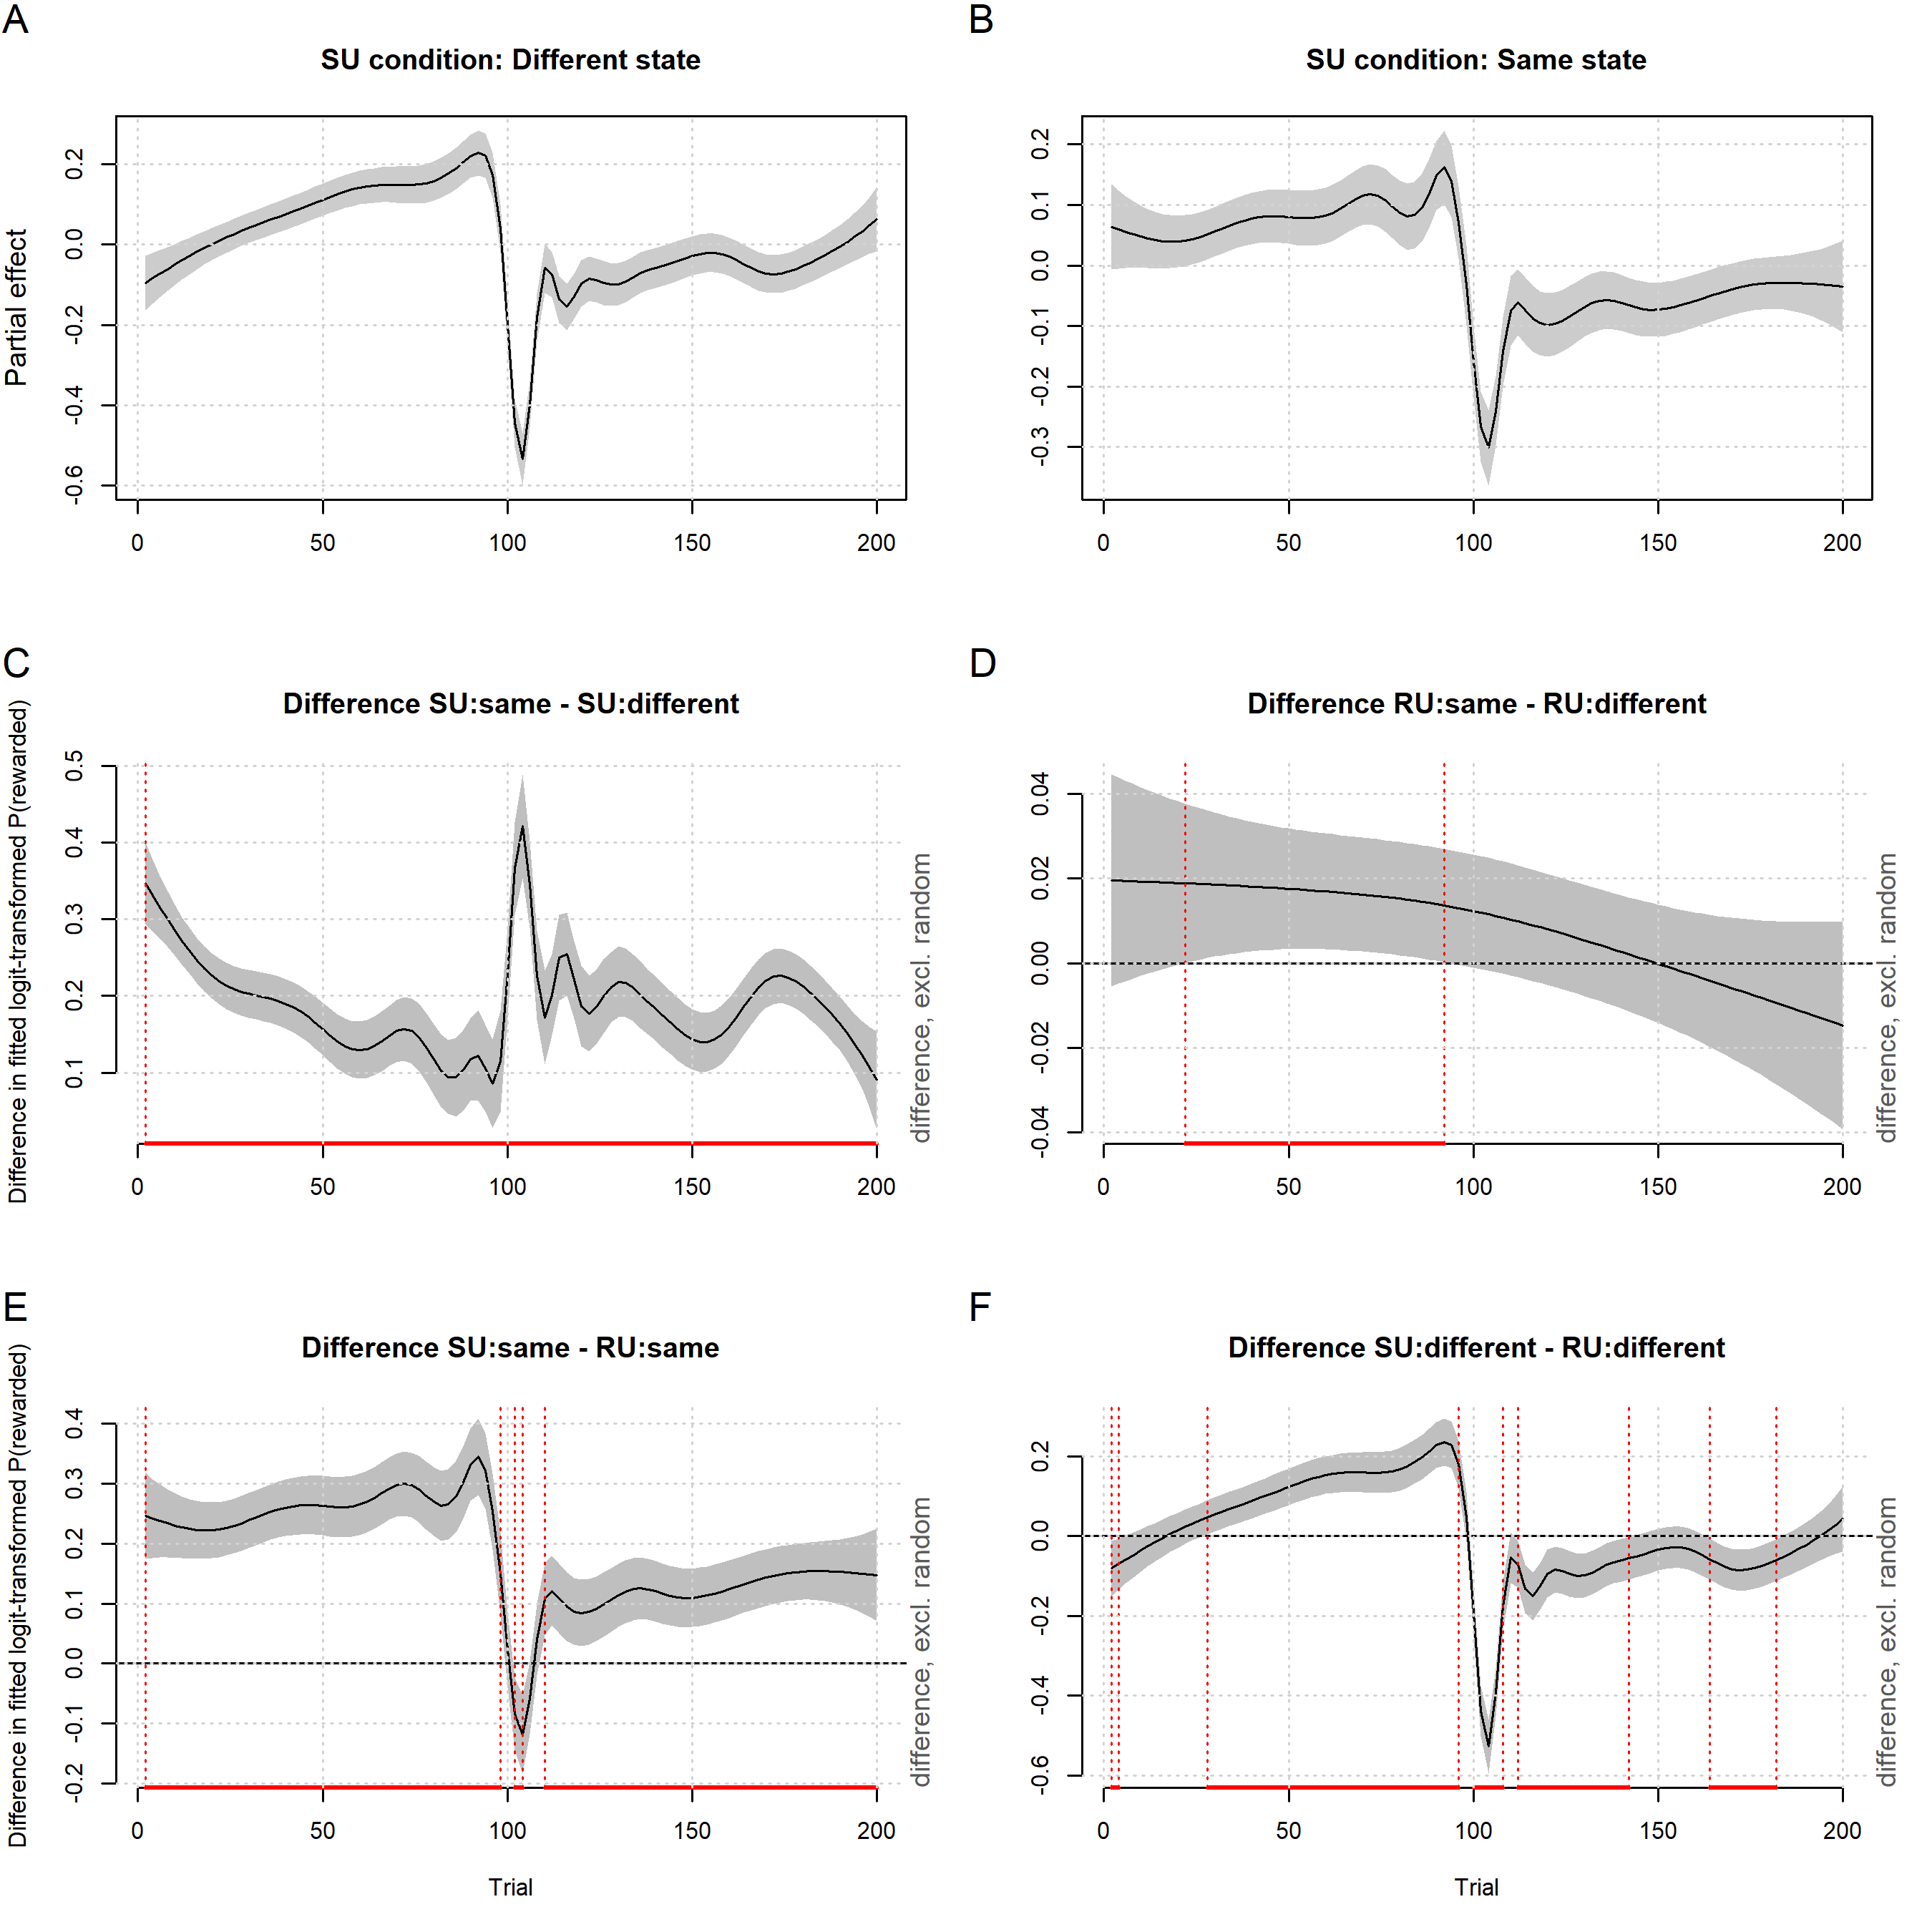 A
SU condition: Different state
Partial effect
0.2
0.0
-0.2
-0.4
-0.6
0 50 100 150 200
B
SU condition: Same state
0.2
0.1
0.0
-0.1
-0.2
-0.3
0 50 100 150 200
C
Difference SU:same - SU:different
Difference in fitted logit-transformed P(rewarded)
0.5
0.4
0.3
0.2
0.1
0 50 100 150 200
difference, excl. random
D
Difference RU:same - RU:different
0.04
0.02
0.00
-0.02
-0.04
0 50 100 150 200
difference, excl. random
E
Difference SU:same - RU:same
Difference in fitted logit-transformed P(rewarded)
0.4
0.3
0.2
0.1
0.0
-0.1
-0.2
0 50 100 150 200
Trial
difference, excl. random
F
Difference SU:different - RU:different
0.2
0.0
-0.2
-0.4
-0.6
0 50 100 150 200
Trial
difference, excl. random